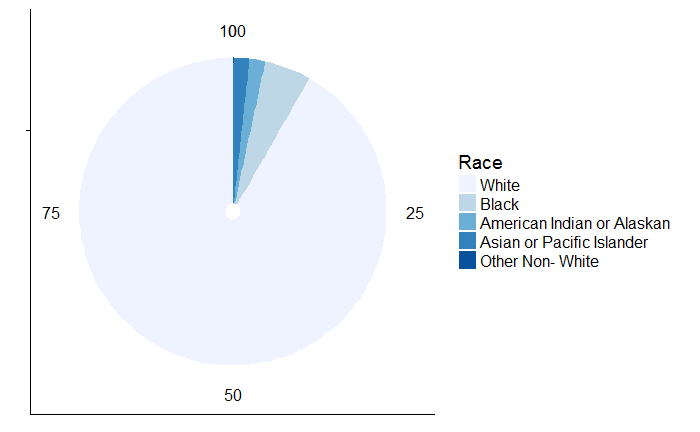 100
75
25
50
Race
White
Black
American Indian or Alaskan
Asian or Pacific Islander
Other Non- White